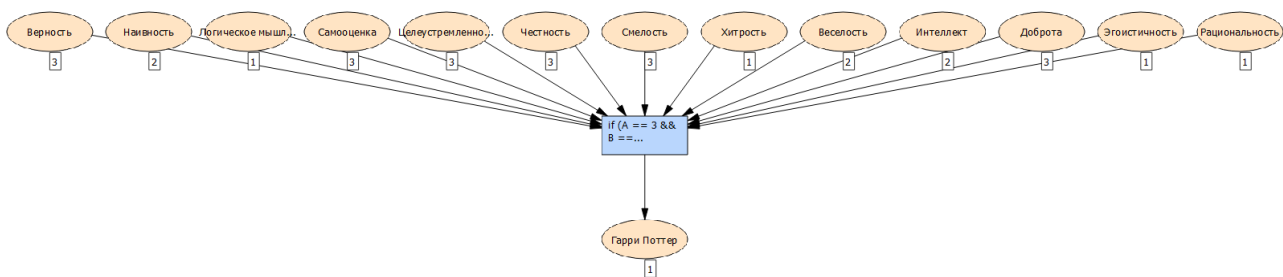 Верность
Наивность
Логическое мышл...
Самооценка
Целеустремленно...
Честность
Смелость
Хитрость
Веселость
Интеллект
Доброта
Эгоистичность
Рациональность
3
2
1
3
3
3
3
1
2
2
3
1
1
if (A == 3 &&
B ==...
Гарри Поттер
1